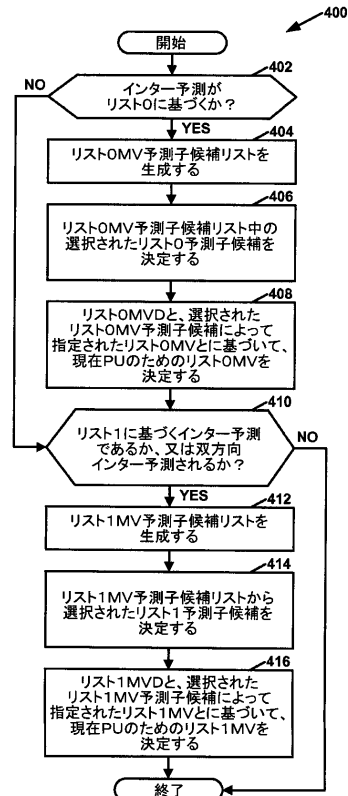 400
開始
402
NO
インター予測が
リスト0に基づくか？
YES
404
リスト0MV予測子候補リストを
生成する
406
リスト0MV予測子候補リスト中の
選択されたリスト0予測子候補を
決定する
408
リスト0MVDと、選択された
リスト0MV予測子候補によって
指定されたリスト0MVとに基づいて、
現在PUのためのリスト0MVを
決定する
410
リスト1に基づくインター予測
であるか、又は双方向
インター予測されるか？
NO
YES
412
リスト1MV予測子候補リストを
生成する
414
リスト1MV予測子候補リストから
選択されたリスト1予測子候補を
決定する
416
リスト1MVDと、選択された
リスト1MV予測子候補によって
指定されたリスト1MVとに基づいて、
現在PUのためのリスト1MVを
決定する
終了